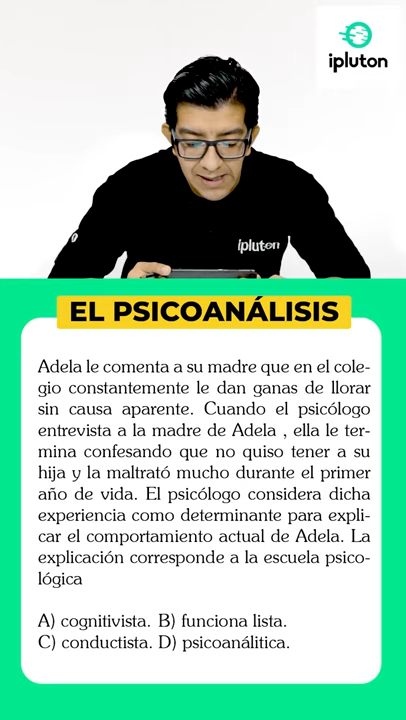 ipluton
ipluton
EL PSICOANÁLISIS
Adela le comenta a su madre que en el cole-
gio constantemente le dan ganas de llorar
sin causa aparente. Cuando el psicólogo
entrevista a la madre de Adela , ella le ter-
mina confesando que no quiso tener a su
hija y la maltrató mucho durante el primer
año de vida. El psicólogo considera dicha
experiencia como determinante para expli-
car el comportamiento actual de Adela. La
explicación corresponde a la escuela psico-
lógica
A) cognitivista. B) funciona lista.
C) conductista. D) psicoanálitica.